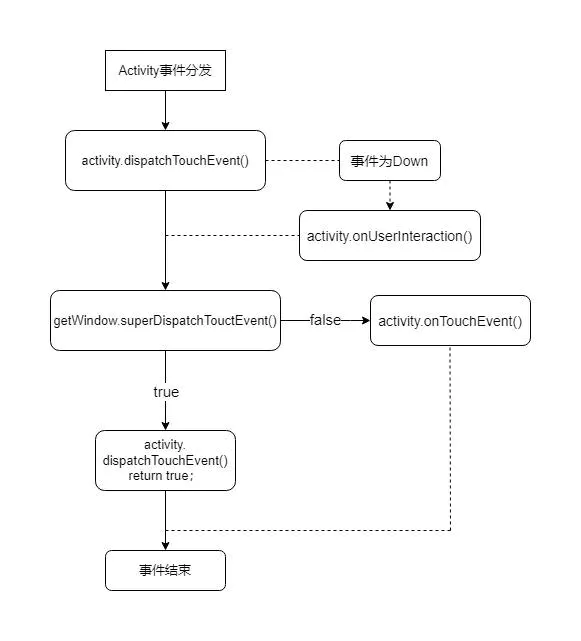 Activity事件分发
activity.dispatchTouchEvent()
事件为Down
activity.onUserInteraction()
getWindow.superDispatchTouctEvent()
false
activity.onTouchEvent()
true
activity.
dispatchTouchEvent()
return true；
事件结束